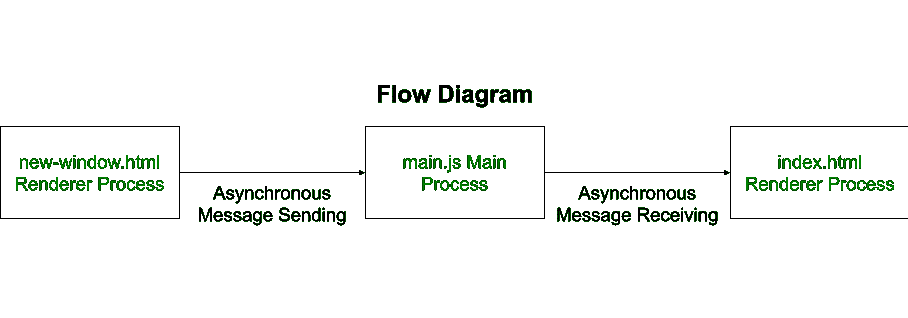 Flow Diagram
new-window.html
Renderer Process
Asynchronous
Message Sending
main.js Main
Process
Asynchronous
Message Receiving
index.html
Renderer Process